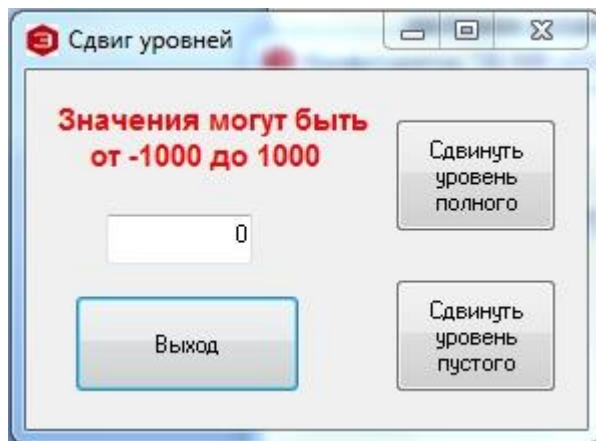 Сдвиг уровней
Значения могут быть
от -1000 до 1000
0
Выход
Сдвинуть
уровень
полного
Сдвинуть
уровень
пустого